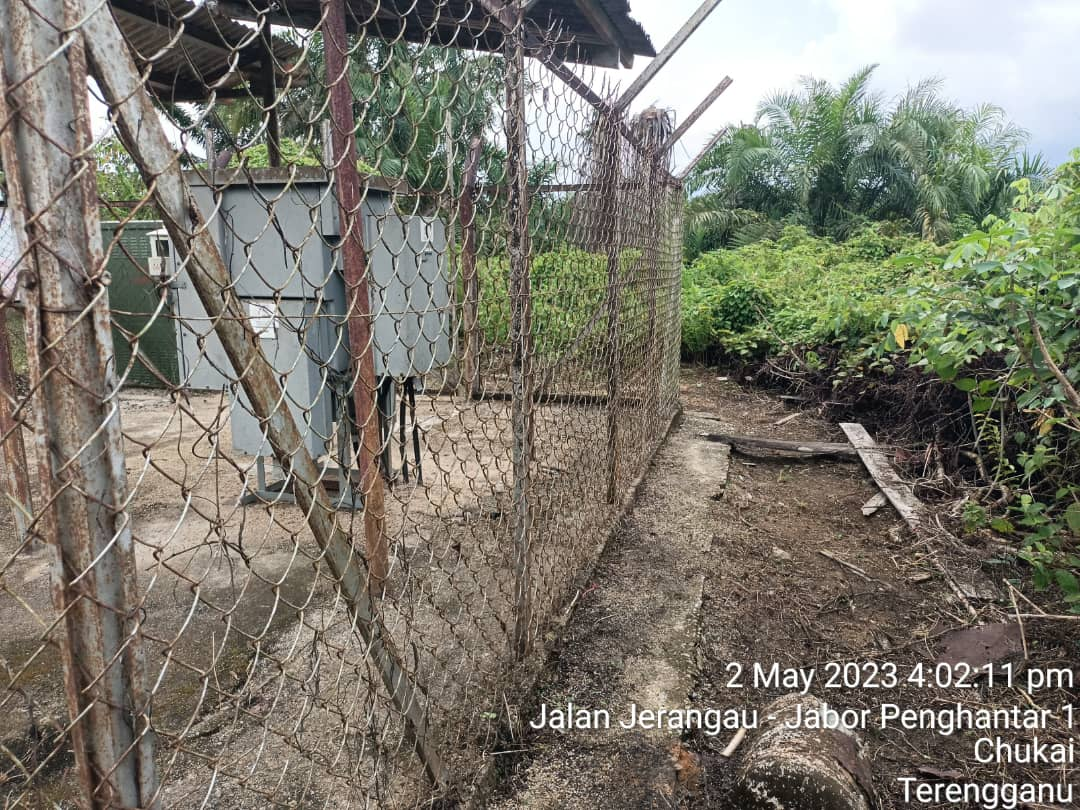 2 May 2023 4:02:11 pm
Jalan Jerangau - Jabor Penghantar 1
Chukai
Terengganu